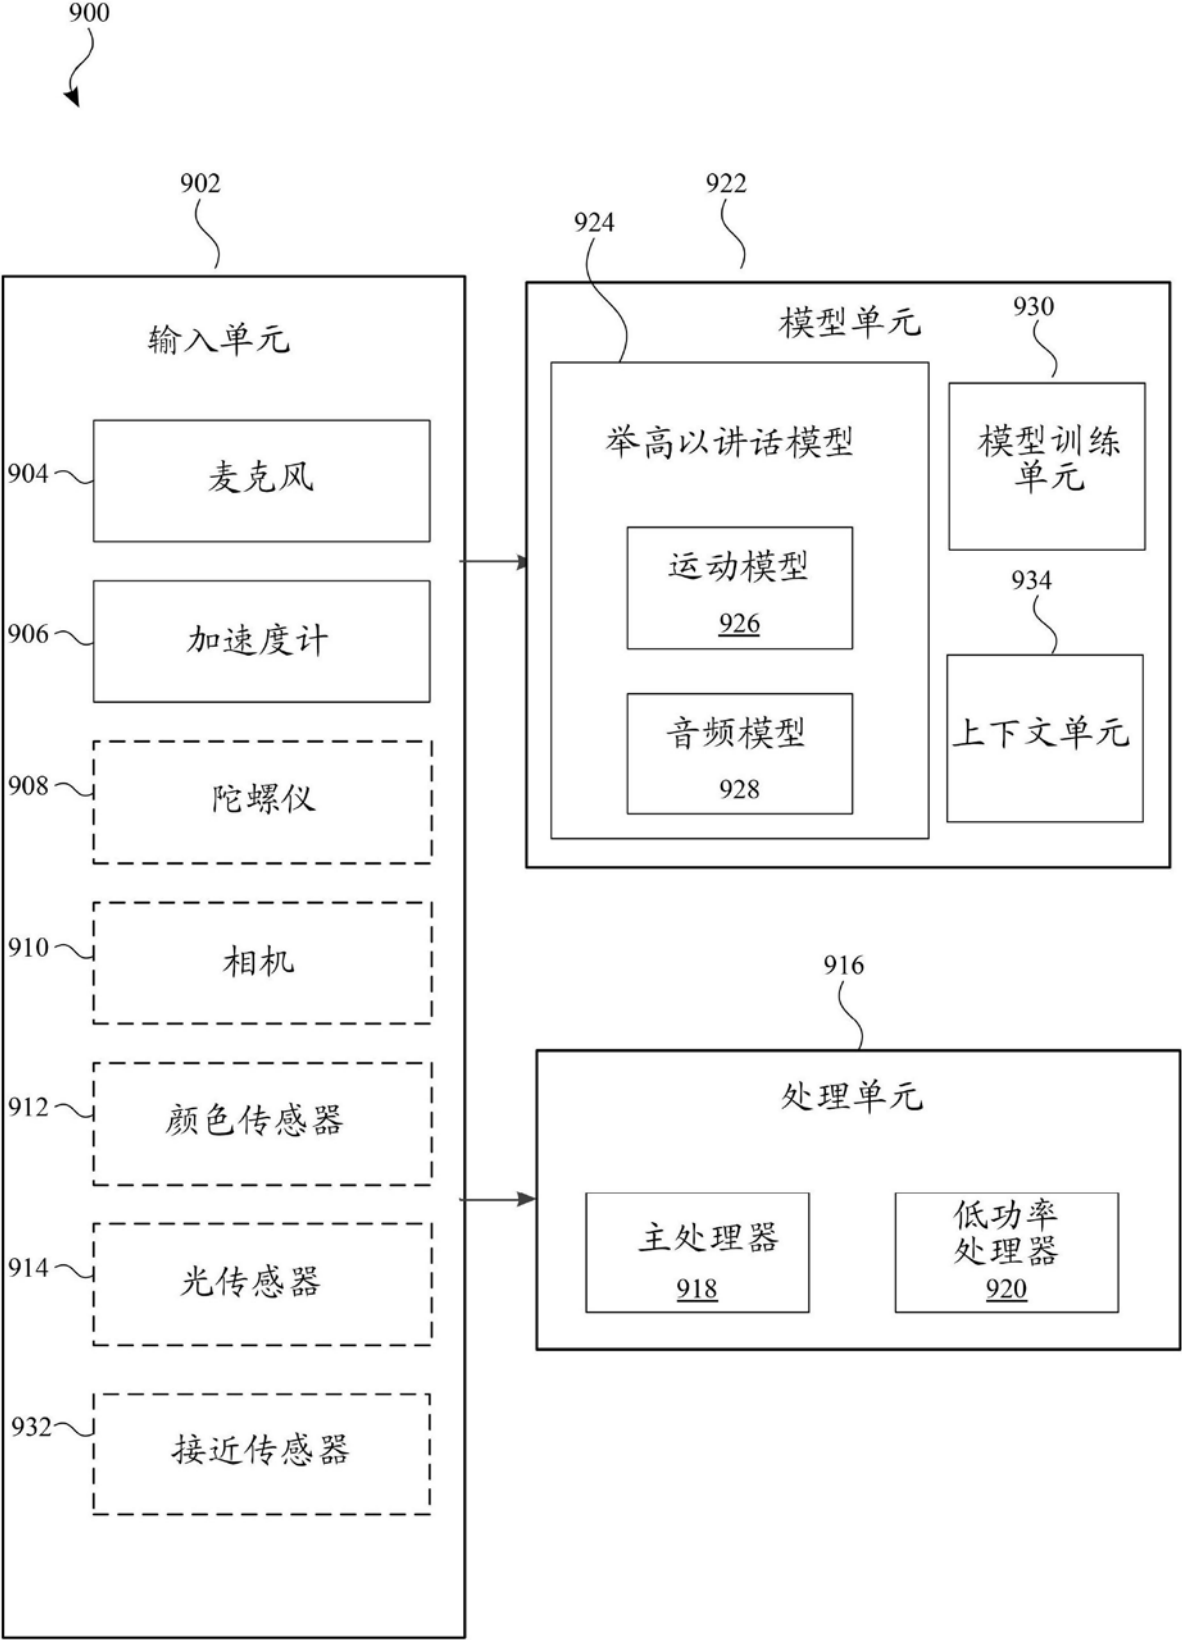 900
902
输入单元
904
麦克风
906
加速度计
908
陀螺仪
910
相机
912
颜色传感器
914
光传感器
932
接近传感器
922
模型单元
924
举高以讲话模型
运动模型
926
音频模型
928
930
模型训练
单元
934
上下文单元
916
处理单元
主处理器
918
低功率
处理器
920